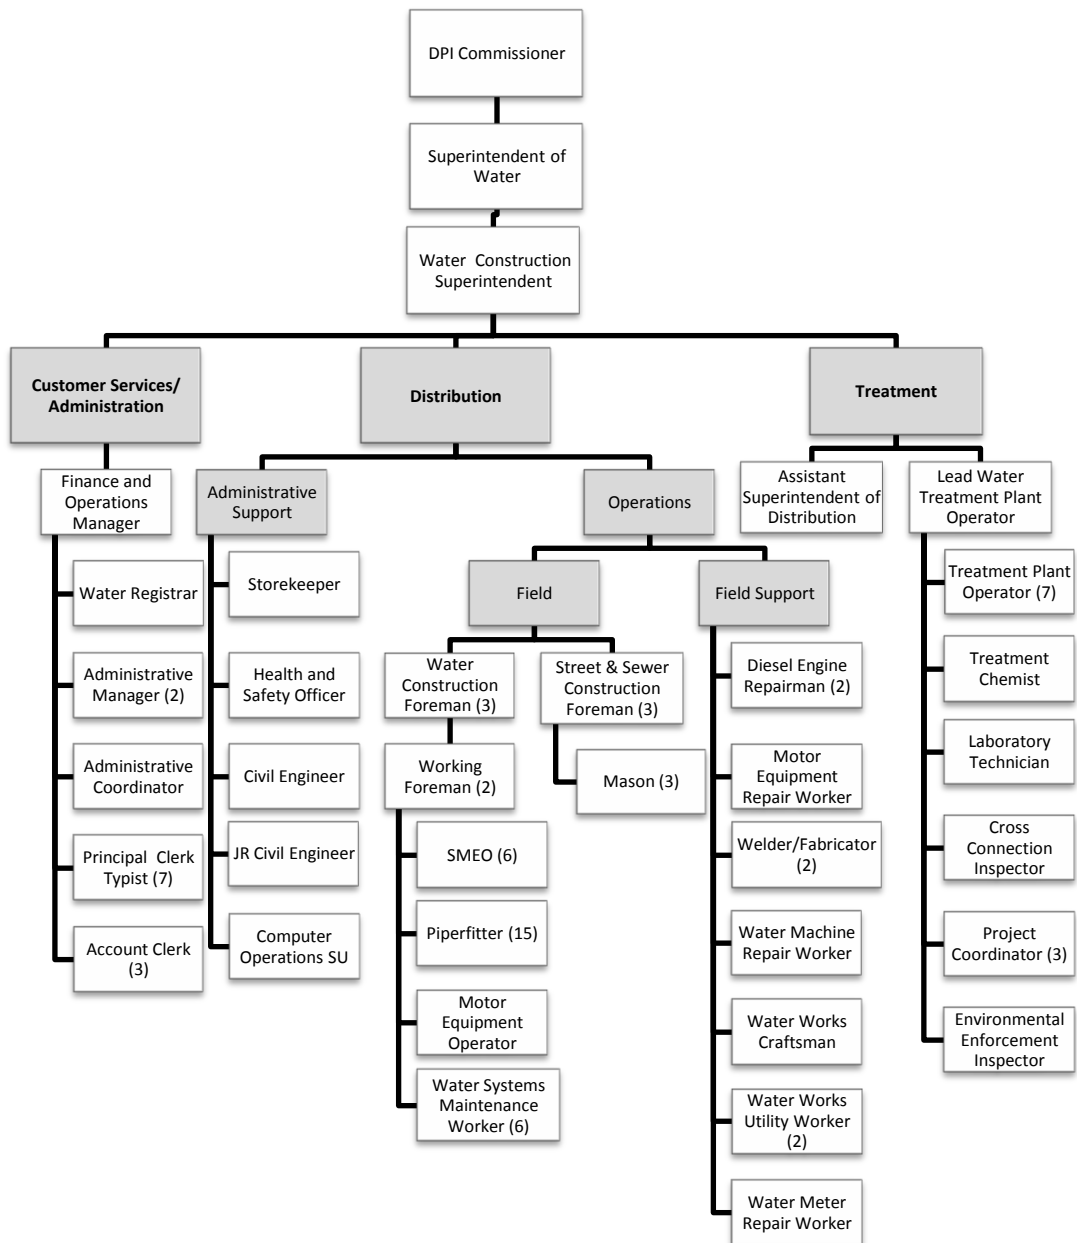 DPI Commissioner
Superintendent of
Water
Water Construction
Superintendent
Customer Services/
Administration
Distribution
Treatment
Finance and
Operations
Manager
Water Registrar
Administrative
Manager (2)
Administrative
Coordinator
Principal Clerk
Typist (7)
Account Clerk
(3)
Administrative
Support
Storekeeper
Health and
Safety Officer
Civil Engineer
JR Civil Engineer
Computer
Operations SU
Operations
Field
Water
Construction
Foreman (3)
Working
Foreman (2)
SMEO (6)
Piperfitter (15)
Motor
Equipment
Operator
Water Systems
Maintenance
Worker (6)
Street & Sewer
Construction
Foreman (3)
Mason (3)
Field Support
Diesel Engine
Repairman (2)
Motor
Equipment
Repair Worker
Welder/Fabricator
(2)
Water Machine
Repair Worker
Water Works
Craftsman
Water Works
Utility Worker
(2)
Water Meter
Repair Worker
Assistant
Superintendent of
Distribution
Lead Water
Treatment Plant
Operator
Treatment Plant
Operator (7)
Treatment
Chemist
Laboratory
Technician
Cross
Connection
Inspector
Project
Coordinator (3)
Environmental
Enforcement
Inspector